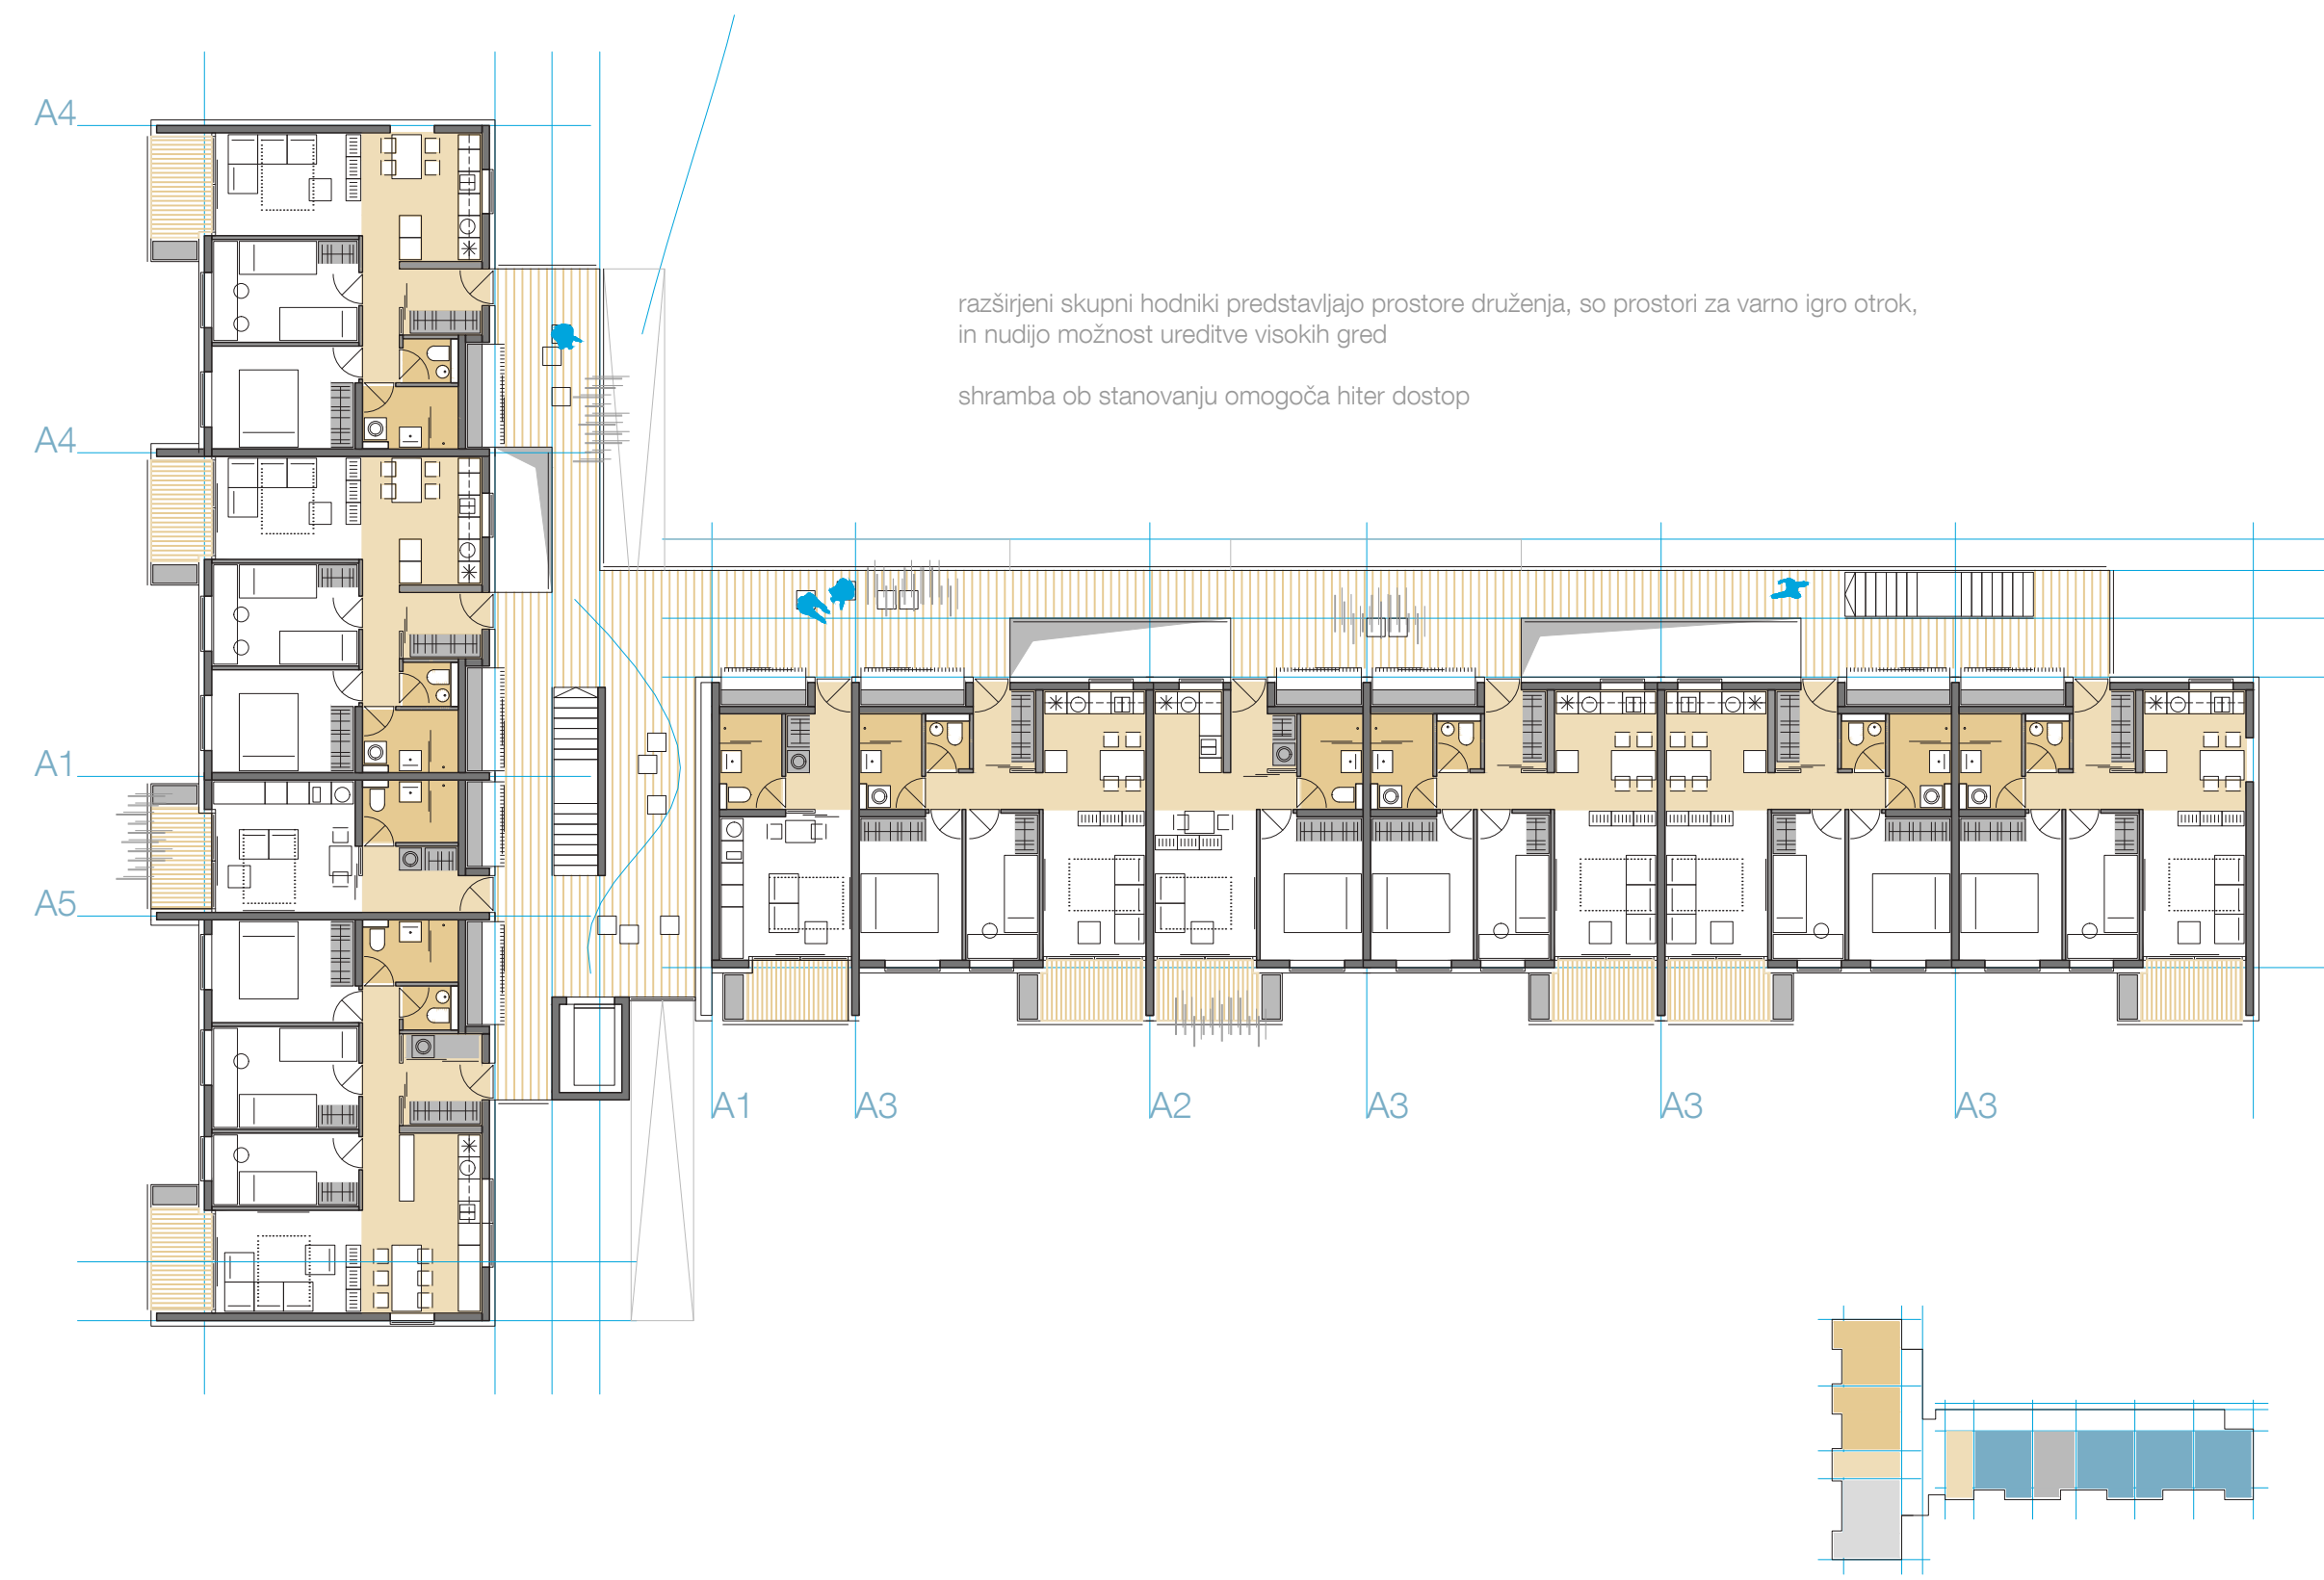 A4
razširjeni skupni hodniki predstavljajo prostore druženja, so prostori za varno igro otrok,
in nudijo možnost ureditve visokih gred
shramba ob stanovanju omogoča hiter dostop
A4
A1
A5
A1 A3 A2 A3 A3 A3